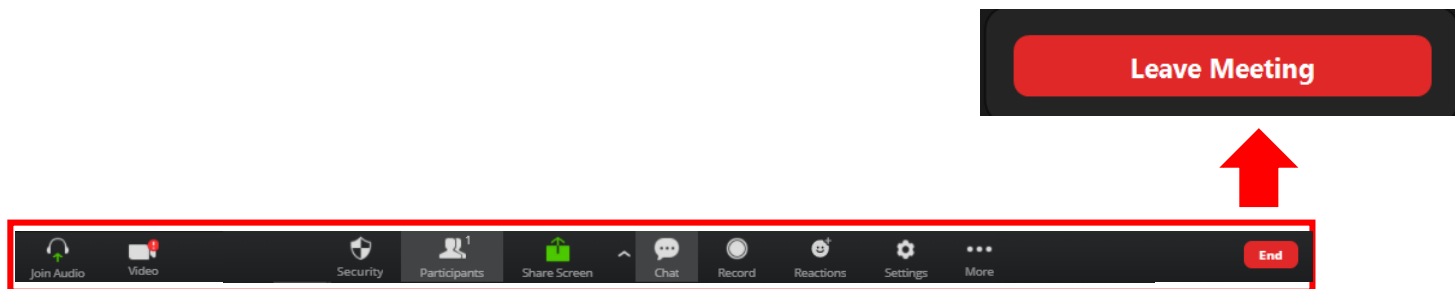 Leave Meeting
1
Join Audio Video Security Participants Share Screen Chat Record Reactions Settings More End